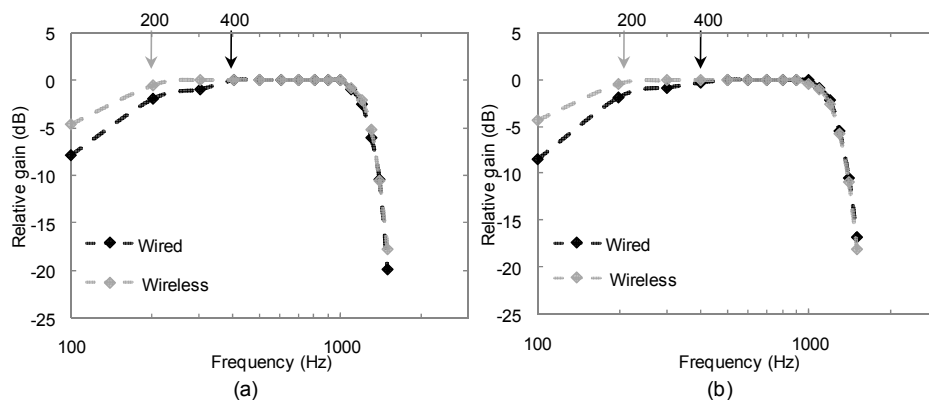 200 400
5
0
-5
-10
-15
-20
-25
Relative gain (dB)
Wired
Wireless
100 1000
Frequency (Hz)
(a)
200 400
5
0
-5
-10
-15
-20
-25
Relative gain (dB)
Wired
Wireless
100 1000
Frequency (Hz)
(b)